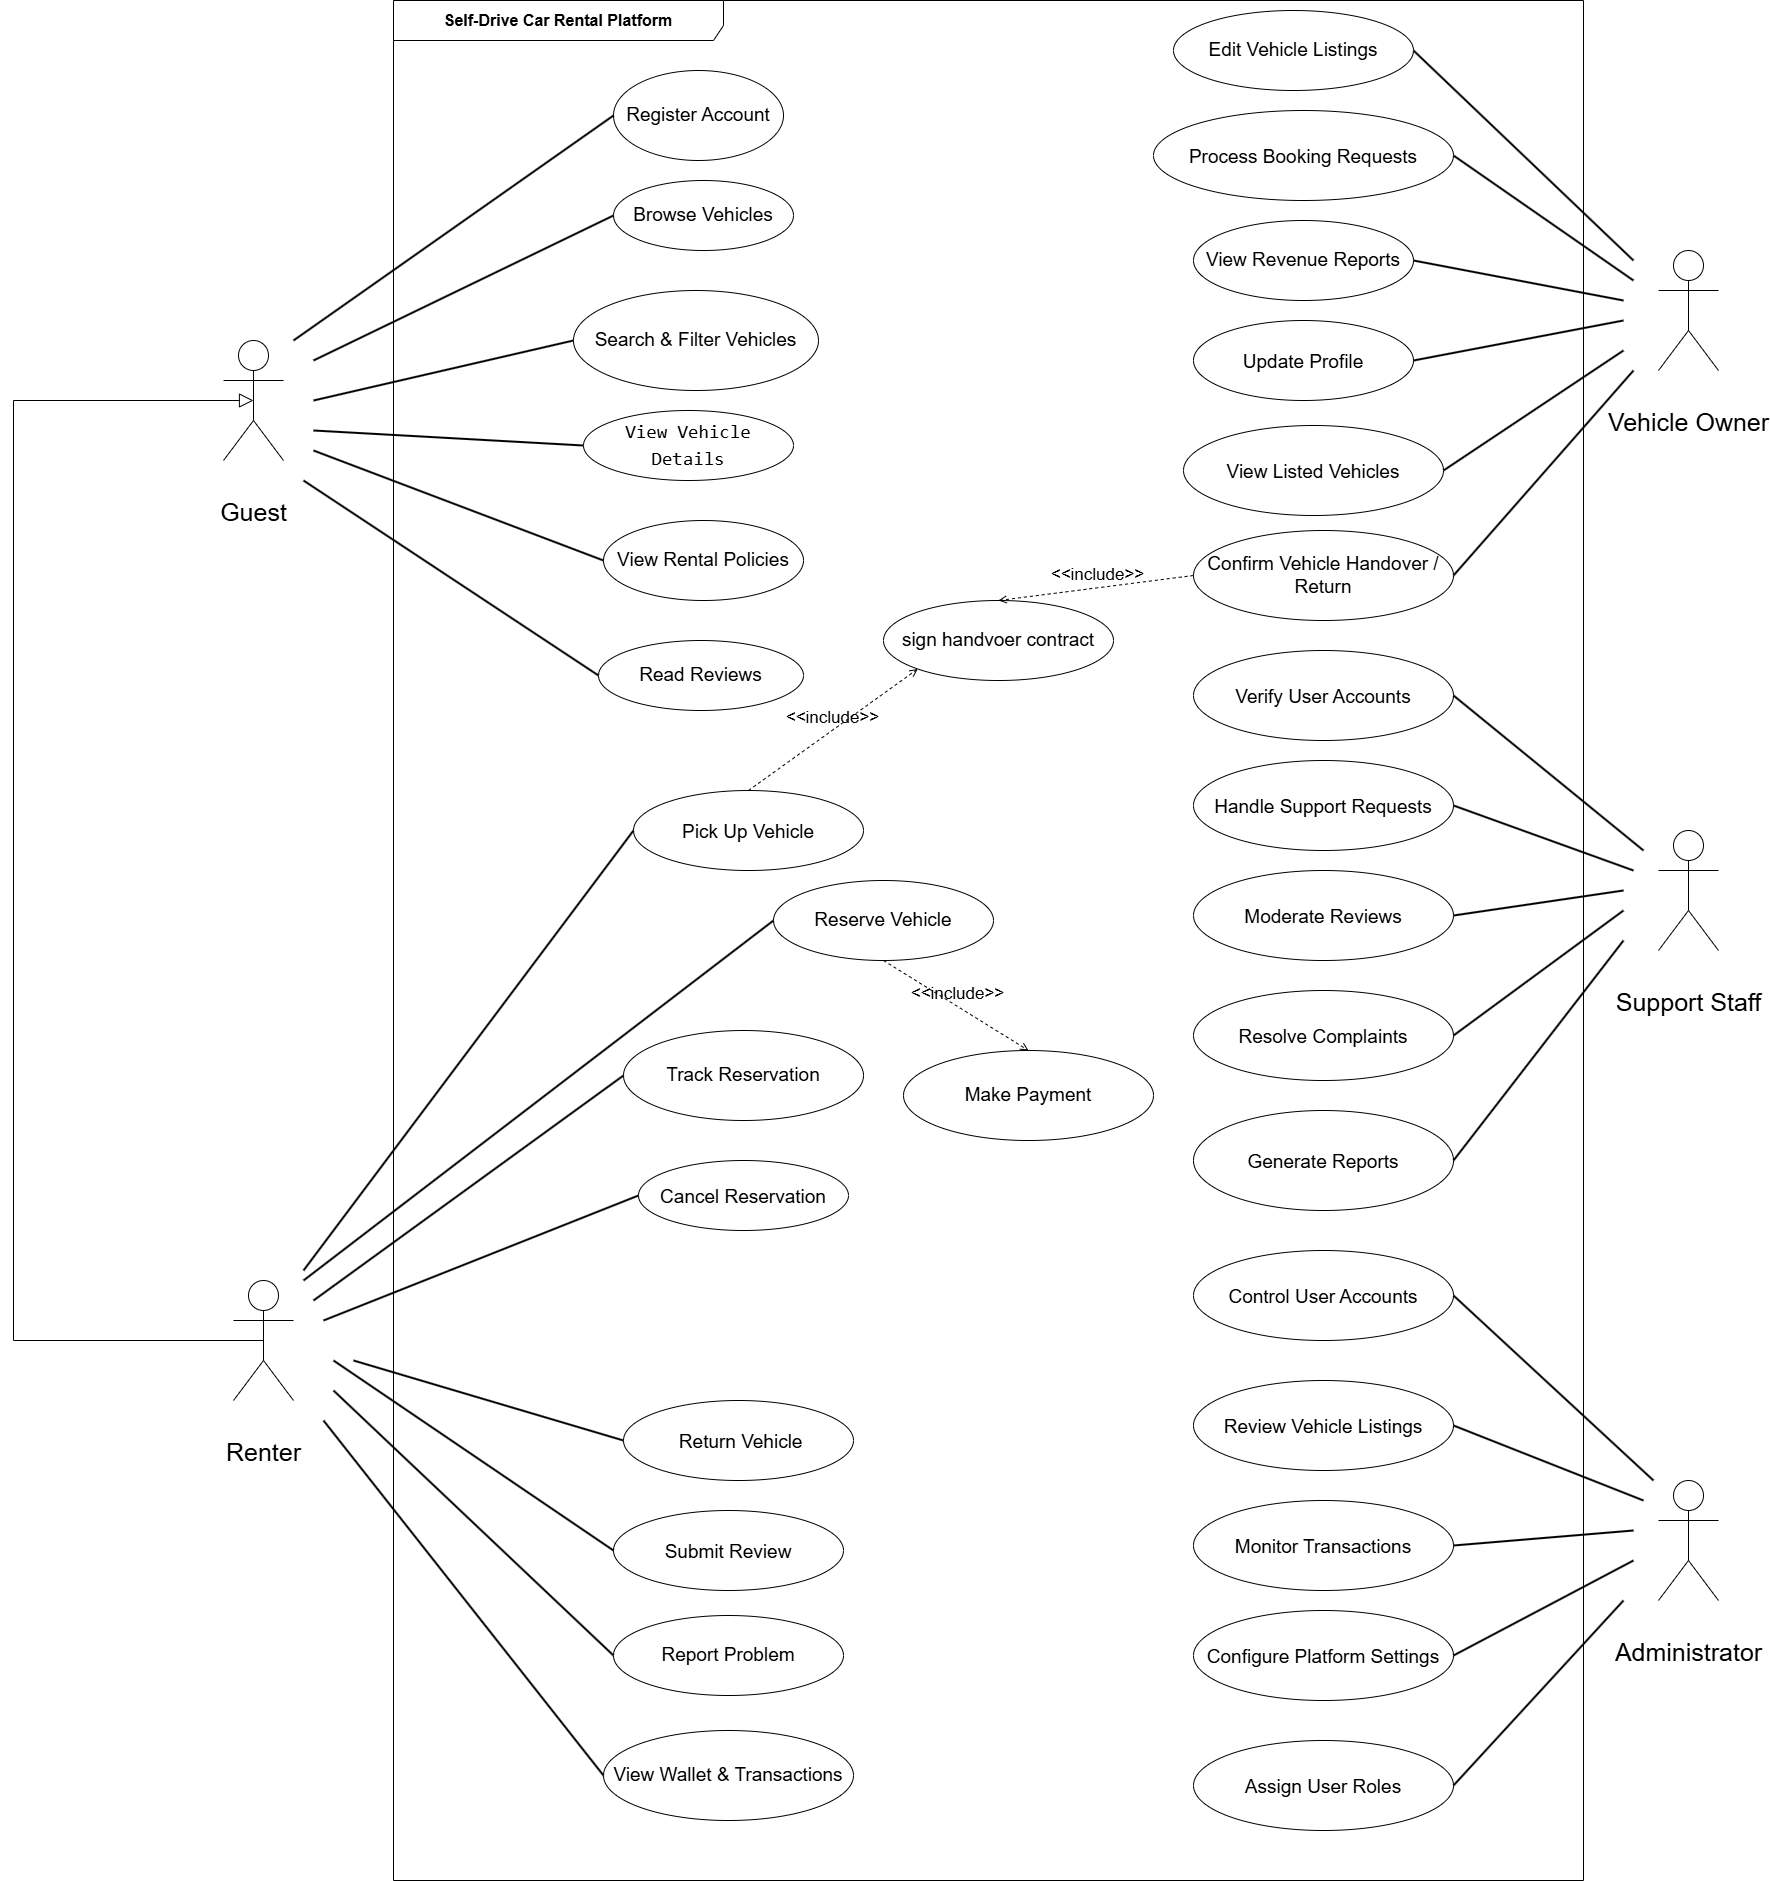 Self-Drive Car Rental Platform
Register Account
Browse Vehicles
Search & Filter Vehicles
View Vehicle
Details
View Rental Policies
Read Reviews
Guest
Edit Vehicle Listings
Process Booking Requests
View Revenue Reports
Update Profile
View Listed Vehicles
Confirm Vehicle Handover /
Return
Vehicle Owner
<<include>>
sign handvoer contract
<<include>>
Pick Up Vehicle
Reserve Vehicle
<<include>>
Make Payment
Track Reservation
Cancel Reservation
Renter
Return Vehicle
Submit Review
Report Problem
View Wallet & Transactions
Verify User Accounts
Handle Support Requests
Moderate Reviews
Resolve Complaints
Generate Reports
Support Staff
Control User Accounts
Review Vehicle Listings
Monitor Transactions
Configure Platform Settings
Assign User Roles
Administrator